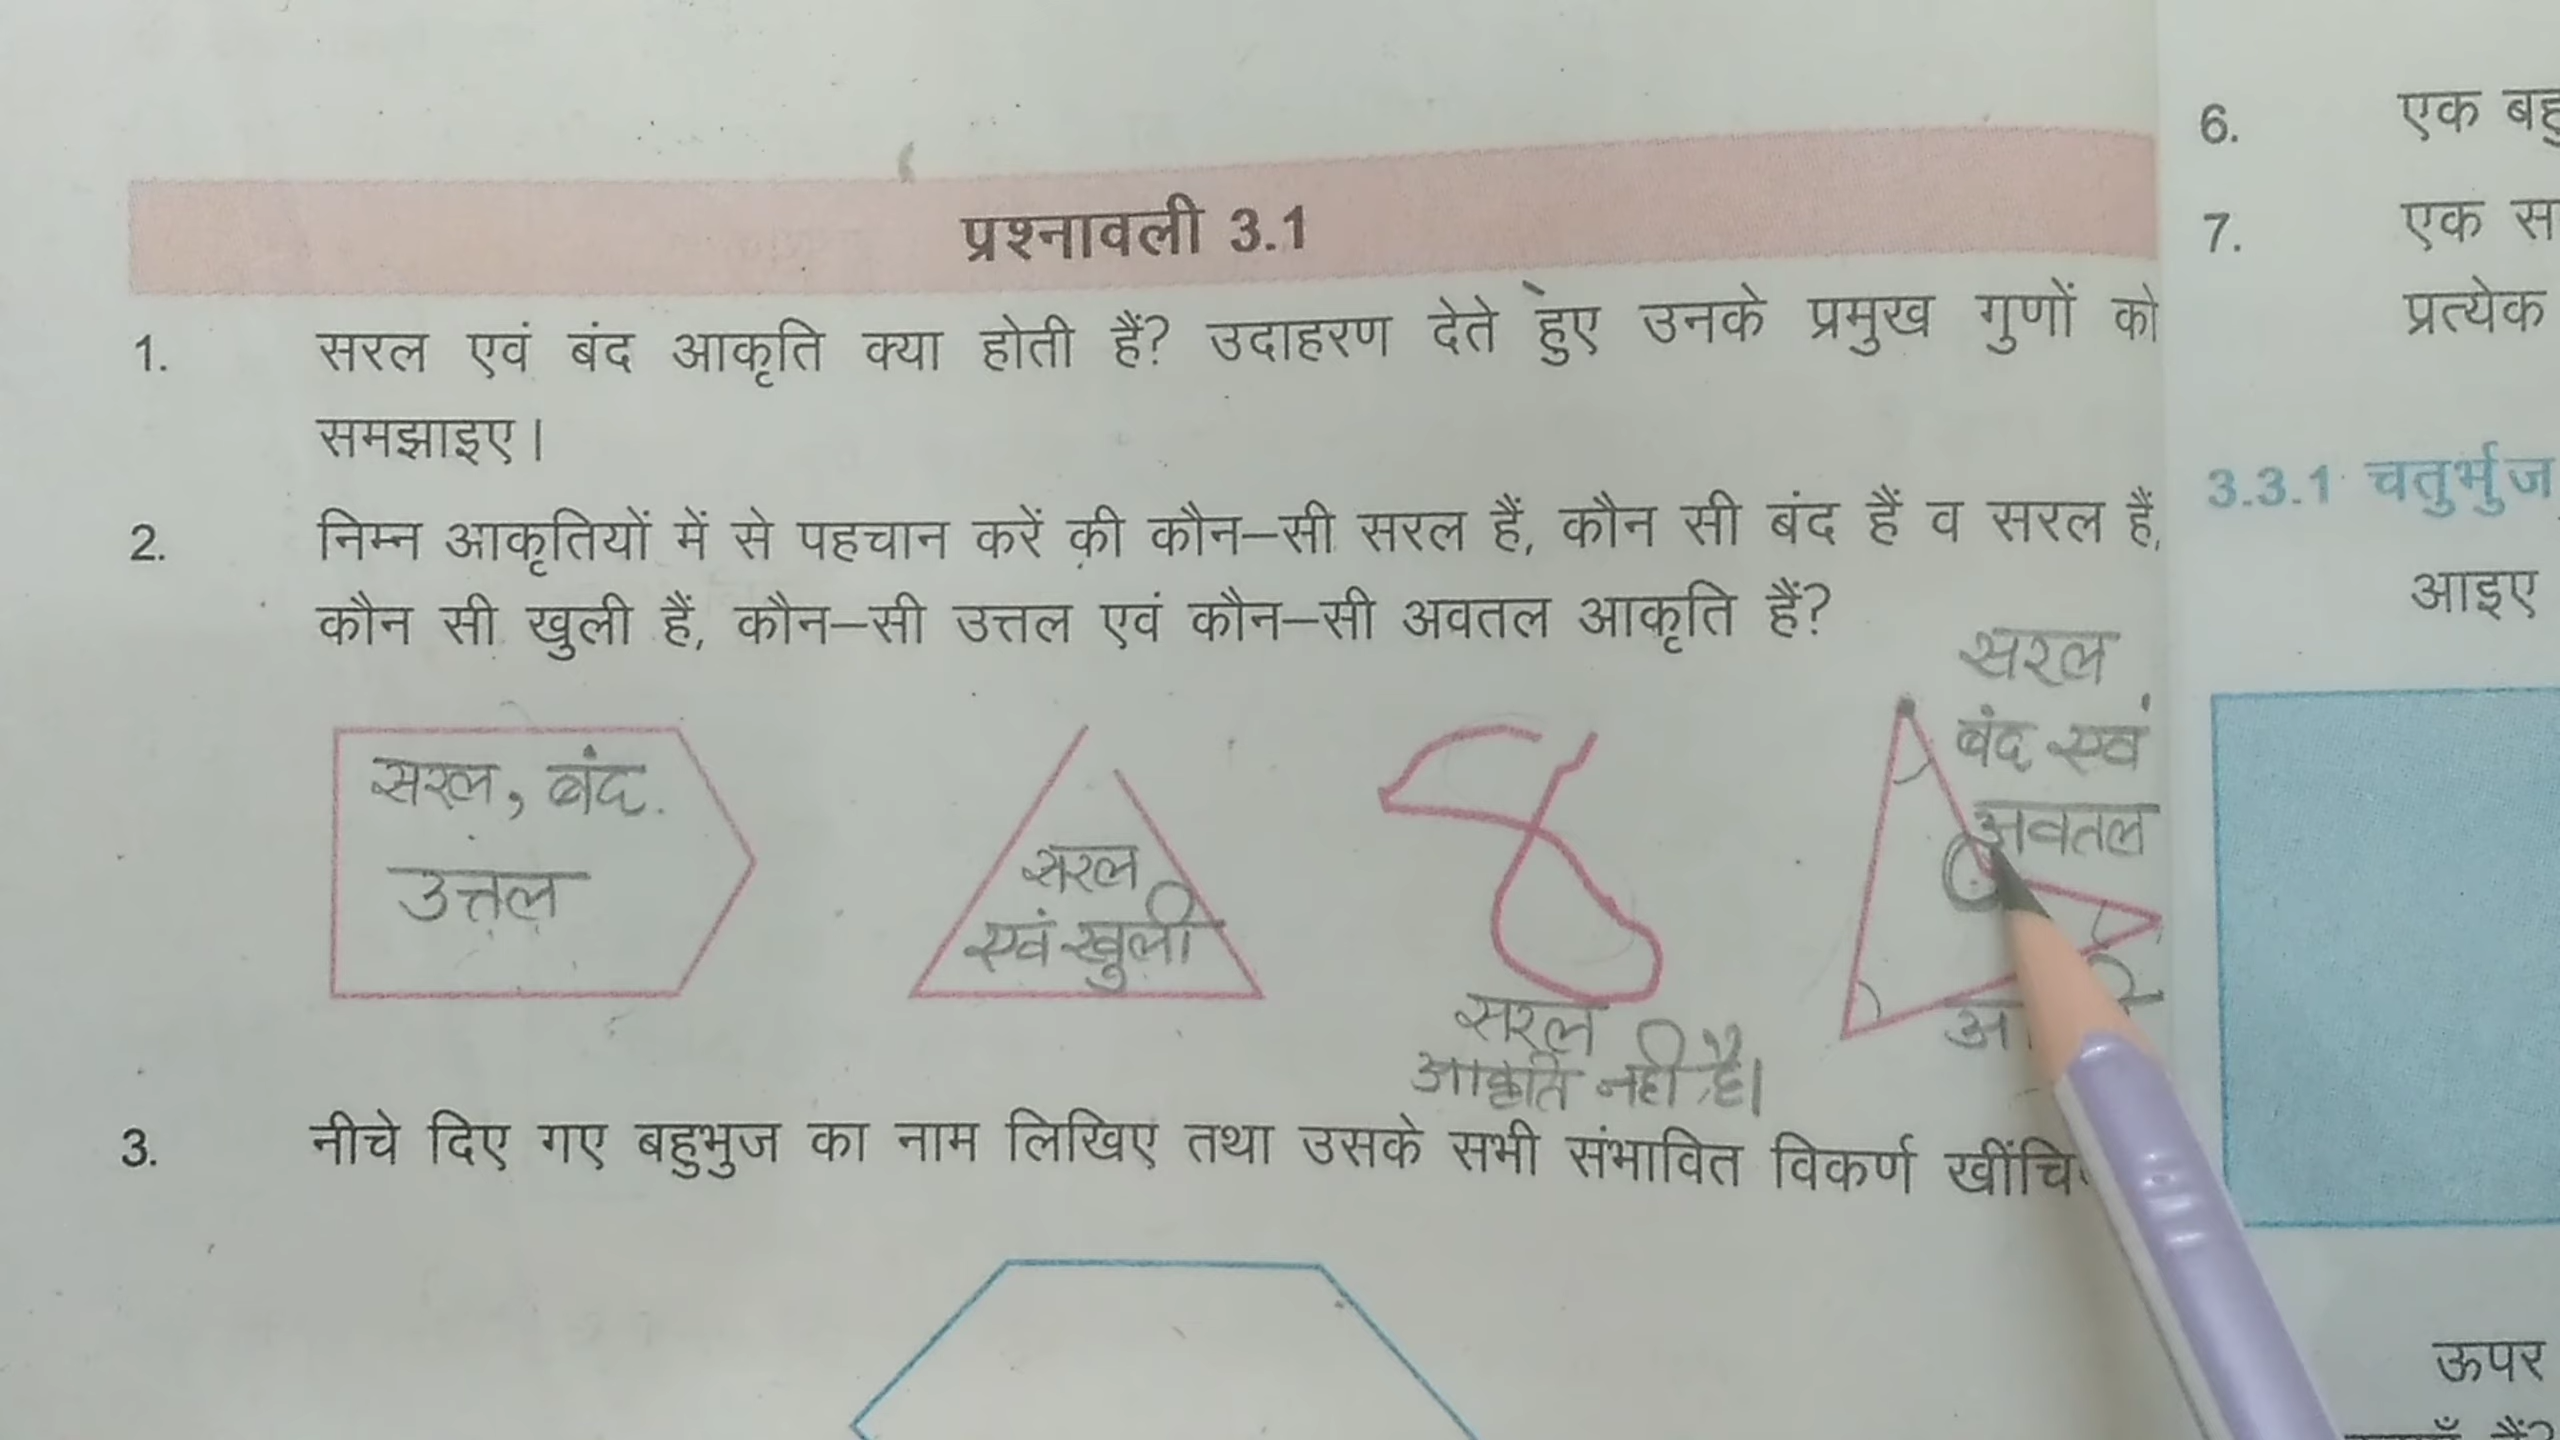 प्रश्नावली 3.1
1. सरल एवं बंद आकृति क्या होती हैं? उदाहरण देते हुए उनके प्रमुख गुणों को
समझाइए।
2. निम्न आकृतियों में से पहचान करें की कौन–सी सरल हैं, कौन सी बंद हैं व सरल हैं,
कौन सी खुली हैं, कौन–सी उत्तल एवं कौन–सी अवतल आकृति हैं?
सरल, बंद.
उत्तल
सरल
एवं खुली
सरल
आकृति नही है।
सरल
बंद एवं
अवतल
3. नीचे दिए गए बहुभुज का नाम लिखिए तथा उसके सभी संभावित विकर्ण
6. एक
7. एक
प्रत्येक
3.3.1 चतुर्भुज
आइए
ऊपर